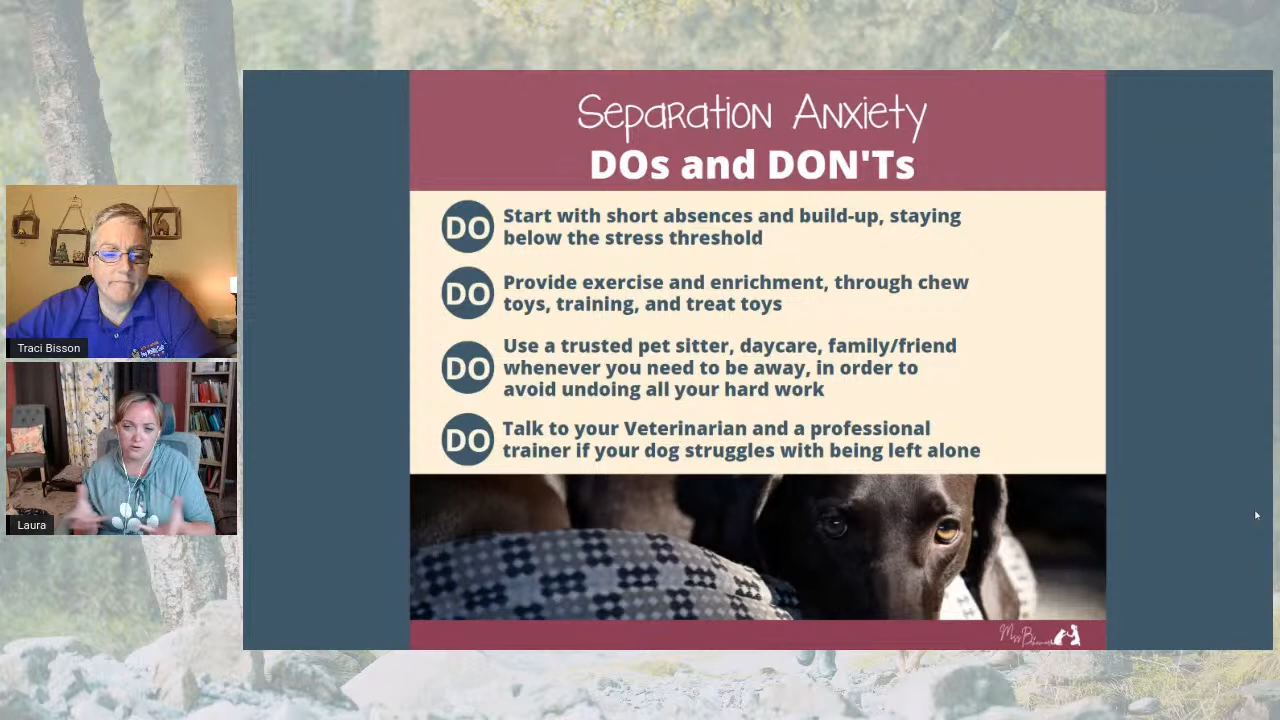 Separation Anxiety
DOs and DON'Ts
DO
Start with short absences and build-up, staying
below the stress threshold
DO
Provide exercise and enrichment, through chew
toys, training, and treat toys
DO
Use a trusted pet sitter, daycare, family/friend
whenever you need to be away, in order to
avoid undoing all your hard work
DO
Talk to your Veterinarian and a professional
trainer if your dog struggles with being left alone
Traci Bisson
Laura